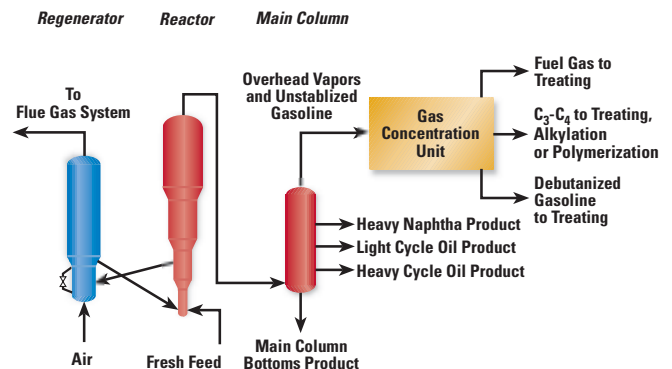 Regenerator
Reactor
Main Column
To
Flue Gas System
Overhead Vapors
and Unstablized
Gasoline
Gas
Concentration
Unit
Fuel Gas to
Treating
C₃-C₄ to Treating,
Alkylation
or Polymerization
Debutanized
Gasoline
to Treating
Heavy Naphtha Product
Light Cycle Oil Product
Heavy Cycle Oil Product
Air
Fresh Feed
Main Column
Bottoms Product